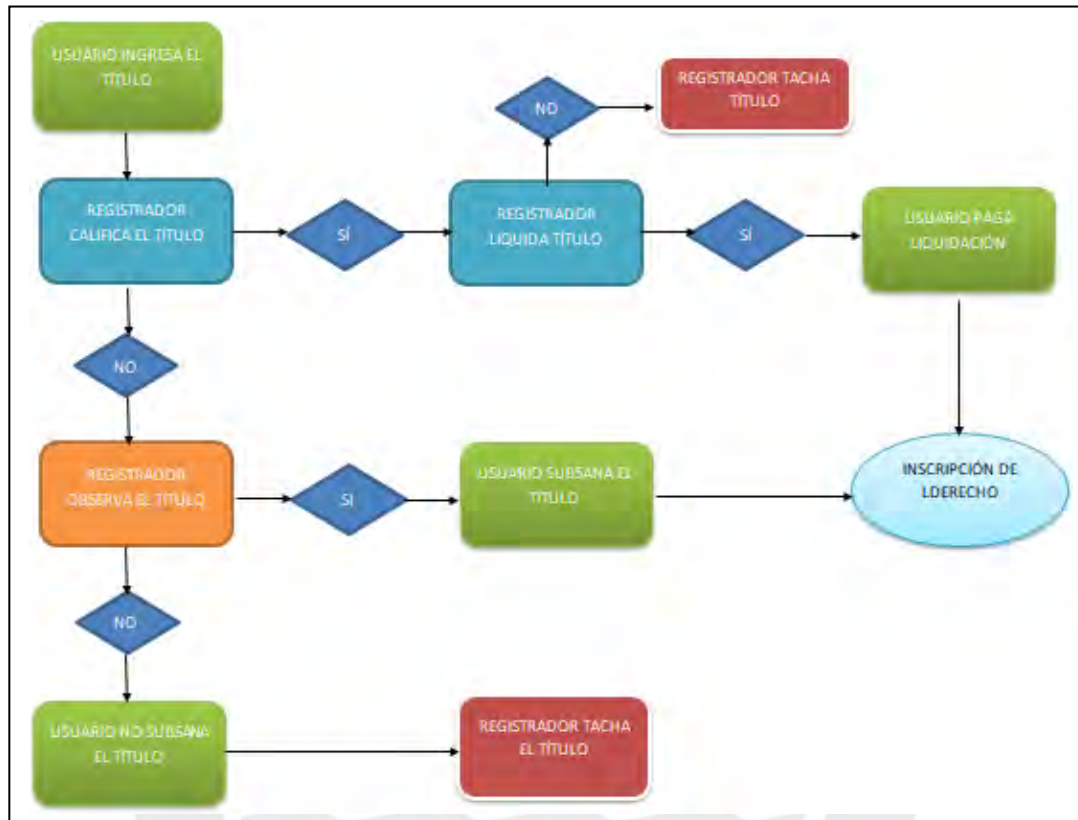 USUARIO INGRESA EL
TÍTULO
REGISTRADOR TACHA
TÍTULO
NO
REGISTRADOR
CALIFICA EL TÍTULO
SÍ
REGISTRADOR
LIQUIDA TÍTULO
SÍ
USUARIO PAGA
LIQUIDACIÓN
NO
REGISTRADOR
OBSERVA EL TÍTULO
SI
USUARIO SUBSANA EL
TÍTULO
INSCRIPCIÓN DE
LDERECHO
NO
USUARIO NO SUBSANA
EL TÍTULO
REGISTRADOR TACHA
EL TÍTULO